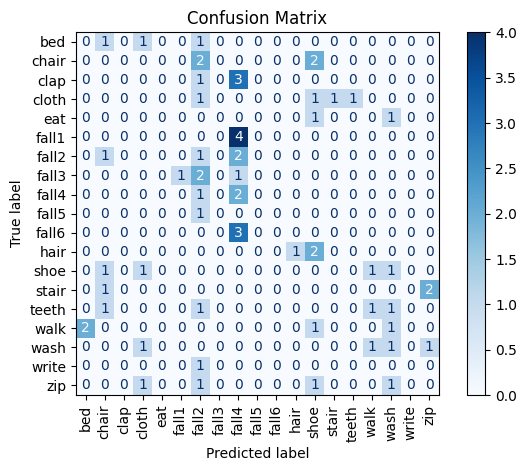 Confusion Matrix
True label
bed 0 1 0 1 0 0 1 0 0 0 0 0 0 0 0 0 0 0 0
chair 0 0 0 0 0 0 2 0 0 0 0 0 2 0 0 0 0 0 0
clap 0 0 0 0 0 0 1 0 3 0 0 0 0 0 0 0 0 0 0
cloth 0 0 0 0 0 0 1 0 0 0 0 0 1 1 1 0 0 0 0
eat 0 0 0 0 0 0 0 0 0 0 0 0 1 0 0 0 1 0 0
fall1 0 0 0 0 0 0 0 0 4 0 0 0 0 0 0 0 0 0 0
fall2 0 1 0 0 0 0 1 0 2 0 0 0 0 0 0 0 0 0 0
fall3 0 0 0 0 0 1 2 0 1 0 0 0 0 0 0 0 0 0 0
fall4 0 0 0 0 0 0 1 0 2 0 0 0 0 0 0 0 0 0 0
fall5 0 0 0 0 0 0 1 0 0 0 0 0 0 0 0 0 0 0 0
fall6 0 0 0 0 0 0 0 0 3 0 0 0 0 0 0 0 0 0 0
hair 0 0 0 0 0 0 0 0 0 0 0 1 2 0 0 0 0 0 0
shoe 0 1 0 1 0 0 0 0 0 0 0 0 0 0 0 1 1 0 0
stair 0 1 0 0 0 0 0 0 0 0 0 0 0 0 0 0 0 0 2
teeth 0 1 0 0 0 0 1 0 0 0 0 0 0 0 0 1 1 0 0
walk 2 0 0 0 0 0 0 0 0 0 0 0 1 0 0 0 1 0 0
wash 0 0 0 1 0 0 0 0 0 0 0 0 0 0 0 1 1 0 1
write 0 0 0 0 0 0 1 0 0 0 0 0 0 0 0 0 0 0 0
zip 0 0 0 1 0 0 1 0 0 0 0 0 1 0 0 0 1 0 0
bed chair clap cloth eat fall1 fall2 fall3 fall4 fall5 fall6 hair shoe stair teeth walk wash write zip
Predicted label
4.0
3.5
3.0
2.5
2.0
1.5
1.0
0.5
0.0